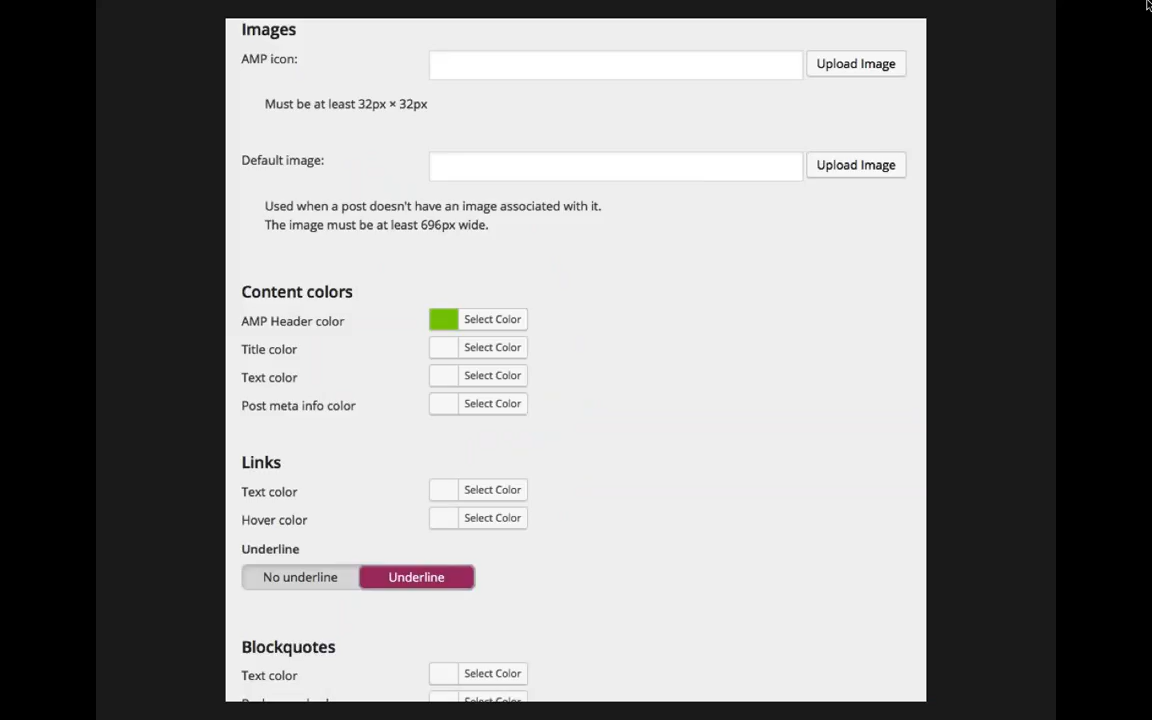 Images
AMP icon: Upload Image
Must be at least 32px × 32px
Default image: Upload Image
Used when a post doesn't have an image associated with it.
The image must be at least 696px wide.
Content colors
AMP Header color Select Color
Title color Select Color
Text color Select Color
Post meta info color Select Color
Links
Text color Select Color
Hover color Select Color
Underline
No underline Underline
Blockquotes
Text color Select Color
Select Color